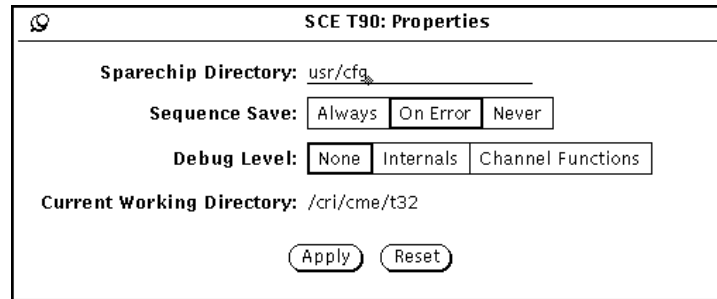 SCE T90: Properties
Sparechip Directory: usr/cfg
Sequence Save: Always On Error Never
Debug Level: None Internals Channel Functions
Current Working Directory: /cri/cme/t32
Apply Reset